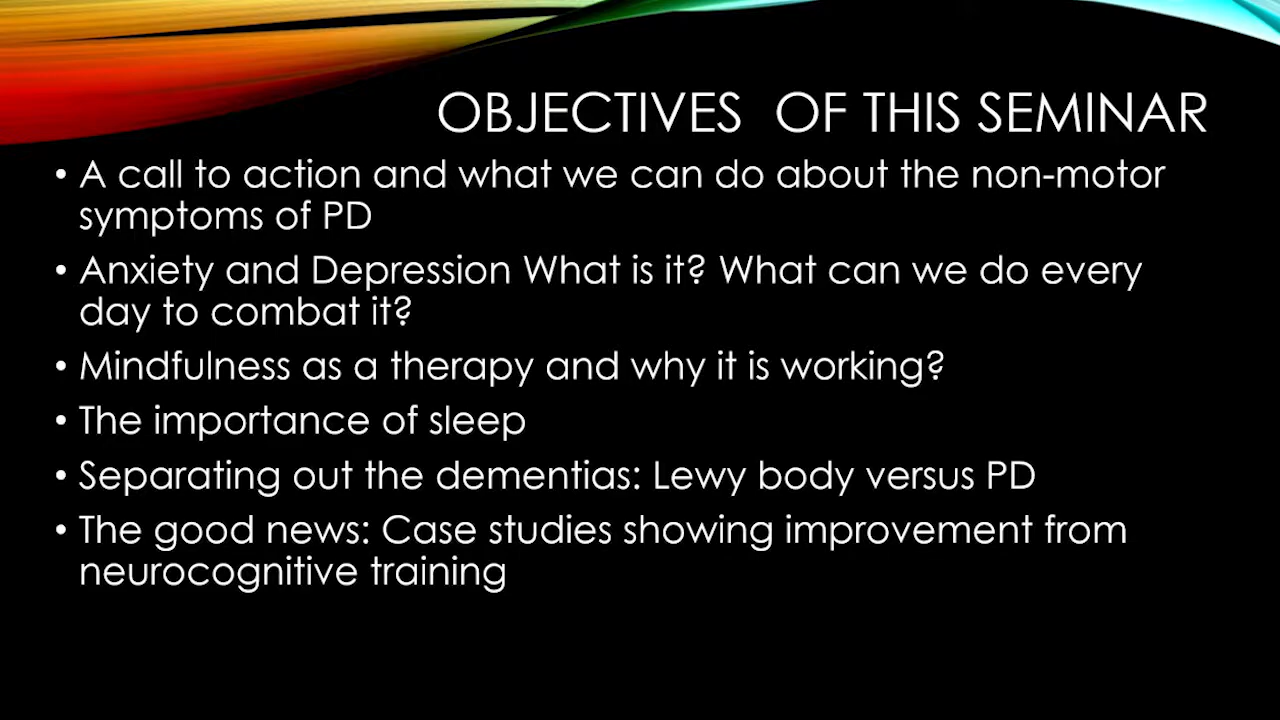 OBJECTIVES OF THIS SEMINAR
• A call to action and what we can do about the non-motor
symptoms of PD
• Anxiety and Depression What is it? What can we do every
day to combat it?
• Mindfulness as a therapy and why it is working?
• The importance of sleep
• Separating out the dementias: Lewy body versus PD
• The good news: Case studies showing improvement from
neurocognitive training